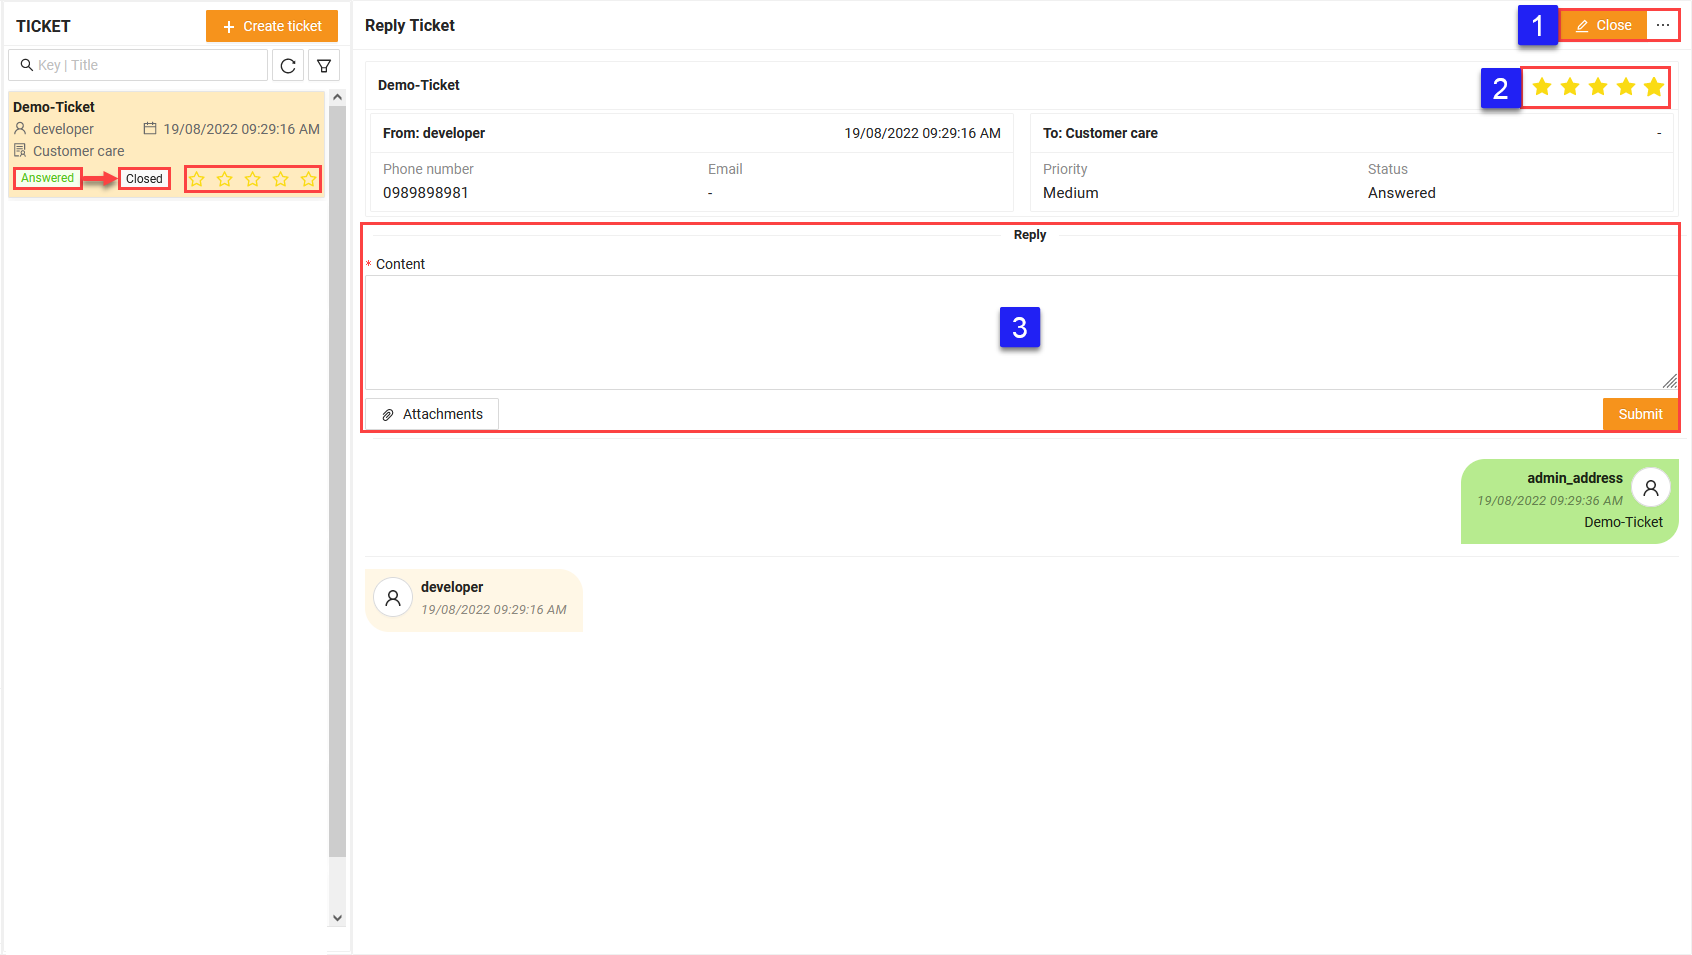 TICKET
+ Create ticket
Key | Title
Demo-Ticket
developer
19/08/2022 09:29:16 AM
Customer care
Answered
Closed
Reply Ticket
1
Close
...
Demo-Ticket
2
From: developer
19/08/2022 09:29:16 AM
Phone number
Email
0989898981
-
To: Customer care
-
Priority
Status
Medium
Answered
Reply
* Content
3
Attachments
Submit
admin_address
19/08/2022 09:29:36 AM
Demo-Ticket
developer
19/08/2022 09:29:16 AM